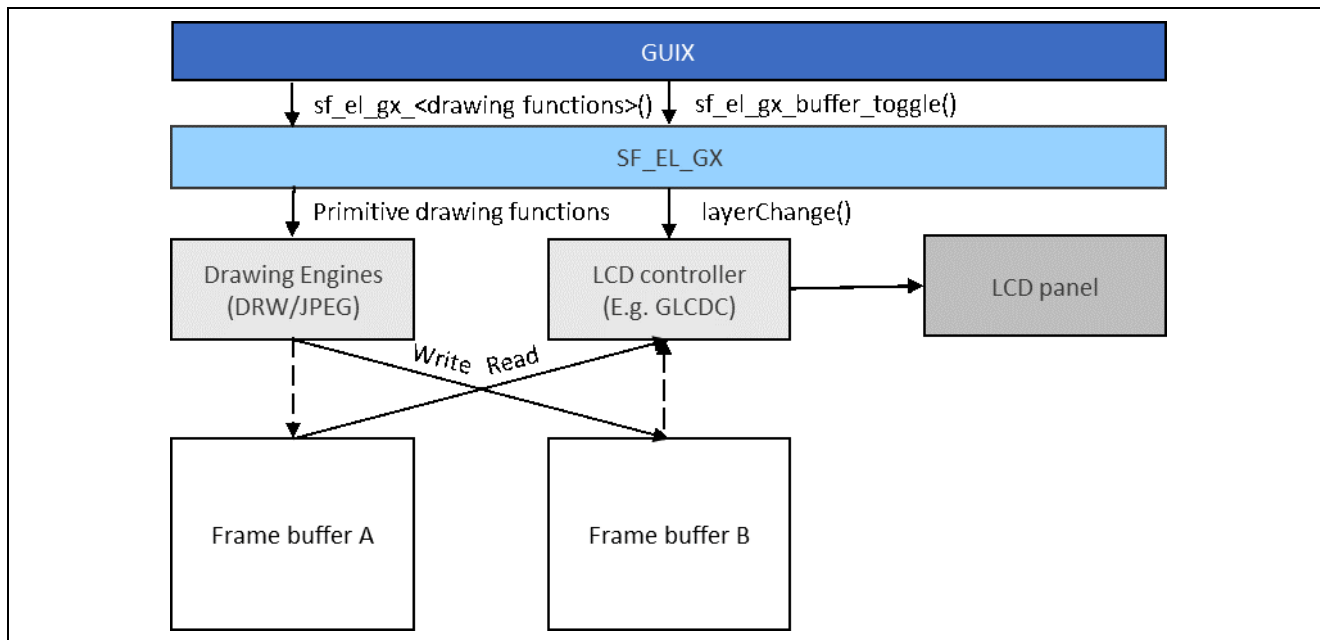 GUIX
sf_el_gx_<drawing functions>() sf_el_gx_buffer_toggle()
SF_EL_GX
Primitive drawing functions layerChange()
Drawing Engines
(DRW/JPEG)
LCD controller
(E.g. GLCDC)
LCD panel
Write Read
Frame buffer A
Frame buffer B